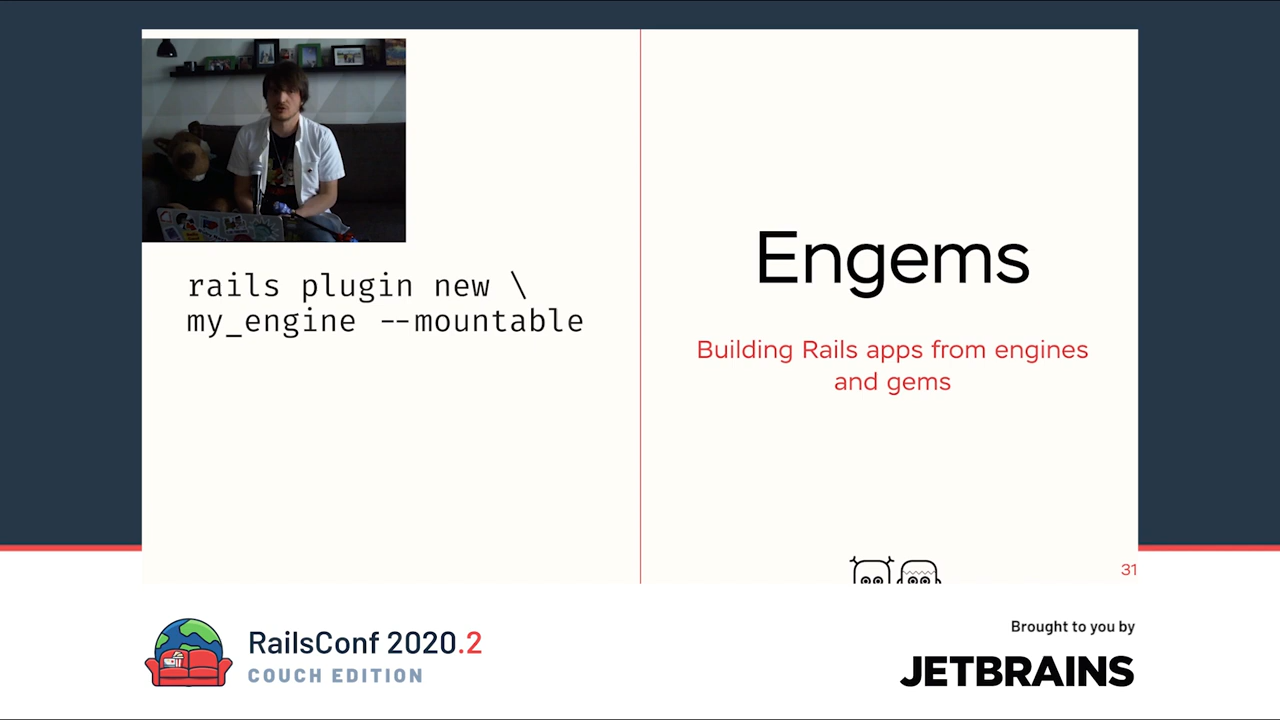 rails plugin new \
my_engine --mountable
Engems
Building Rails apps from engines
and gems
31
RailsConf 2020.2
COUCH EDITION
Brought to you by
JETBRAINS